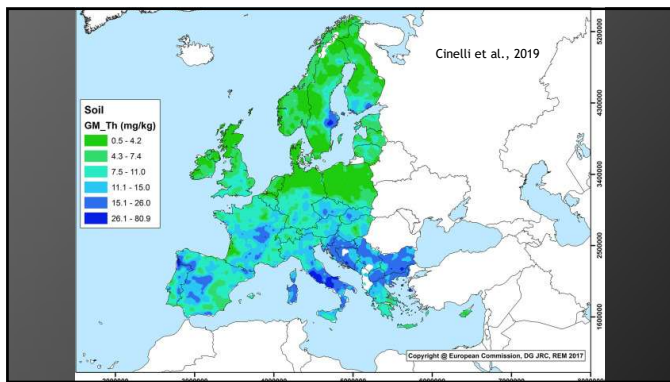 Cinelli et al., 2019
Soil
GM_Th (mg/kg)
0.5 - 4.2
4.3 - 7.4
7.5 - 11.0
11.1 - 15.0
15.1 - 26.0
26.1 - 80.9
5200000
4300000
3400000
2500000
1600000
Copyright @ European Commission, DG JRC, REM 2017